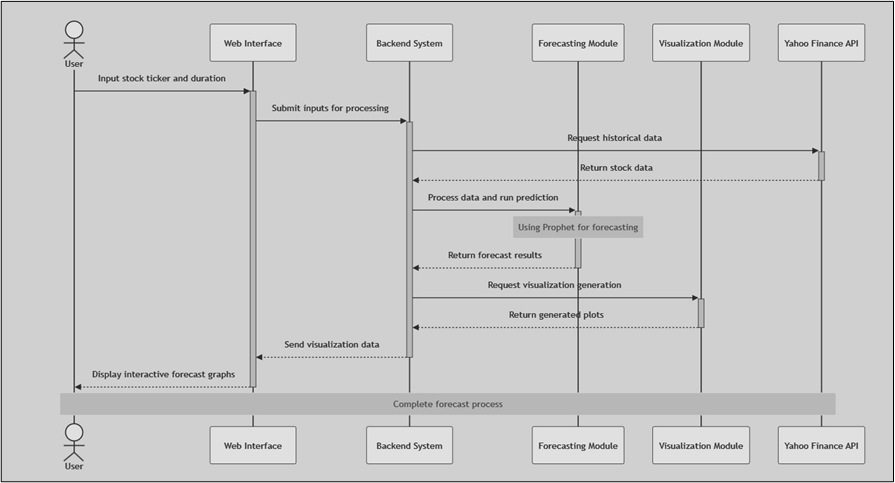 User
Web Interface
Backend System
Forecasting Module
Visualization Module
Yahoo Finance API
Input stock ticker and duration
Submit inputs for processing
Request historical data
Return stock data
Process data and run prediction
Using Prophet for forecasting
Return forecast results
Request visualization generation
Return generated plots
Send visualization data
Display interactive forecast graphs
Complete forecast process
User
Web Interface
Backend System
Forecasting Module
Visualization Module
Yahoo Finance API